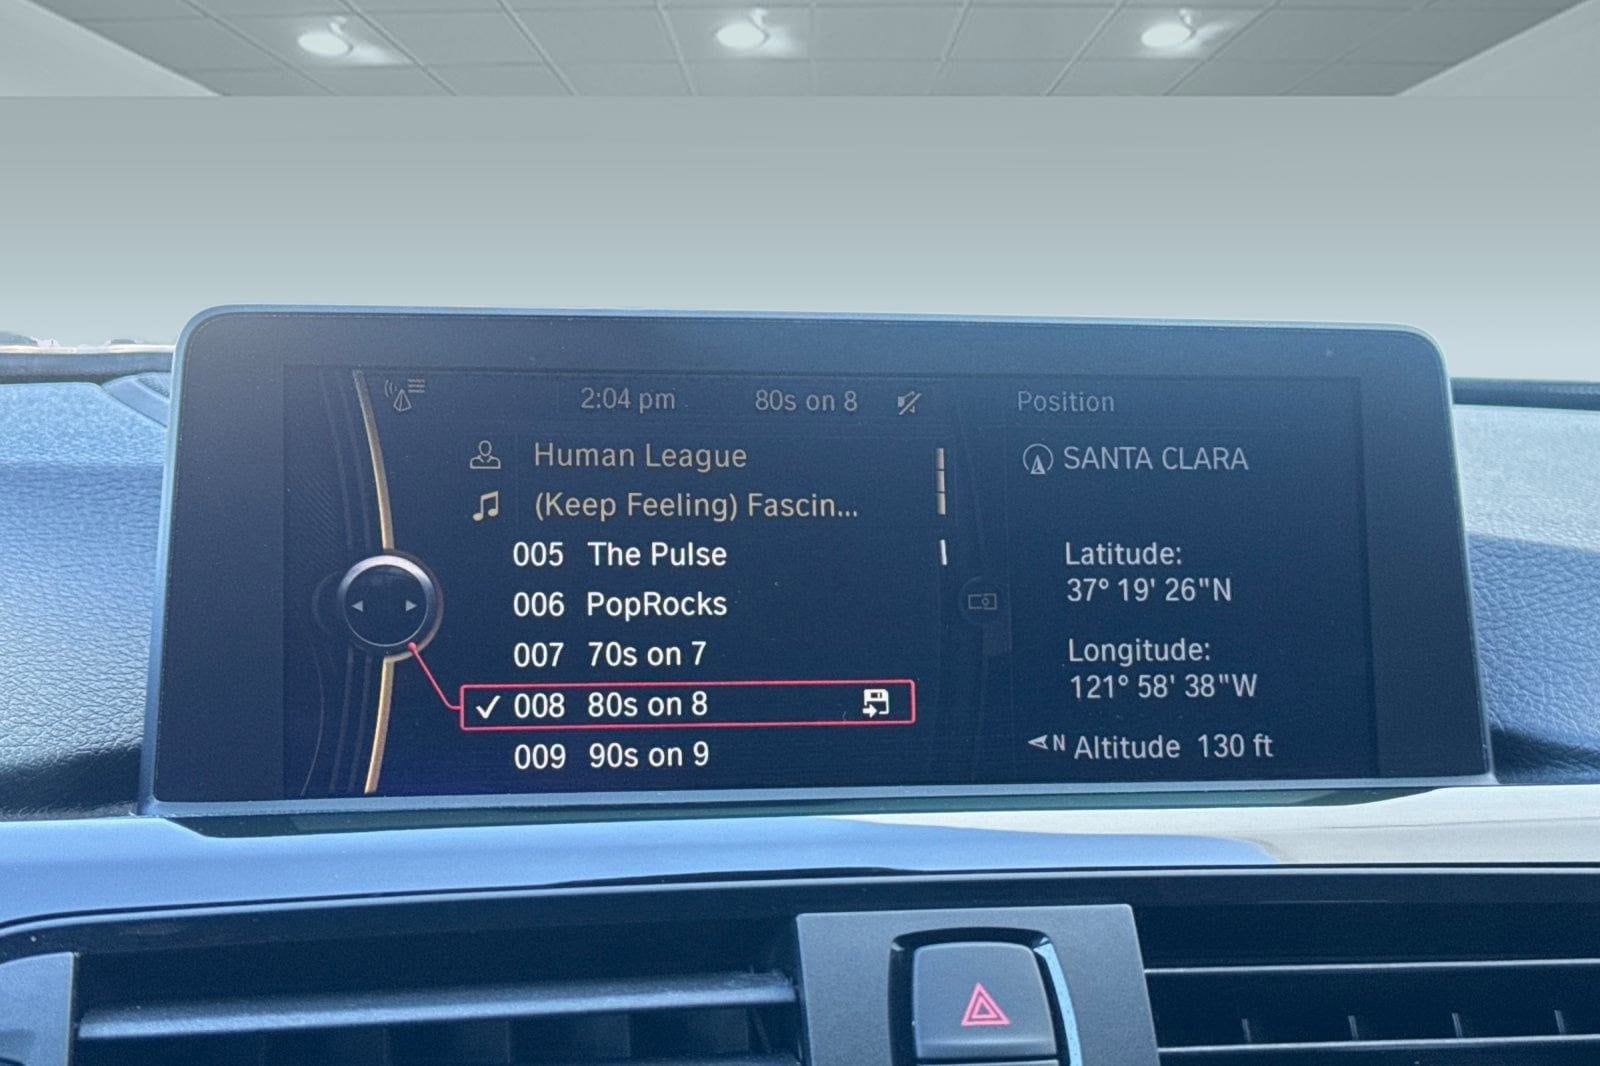 2:04 pm 80s on 8 Position
Human League
(Keep Feeling) Fascin...
005 The Pulse
006 PopRocks
007 70s on 7
008 80s on 8
009 90s on 9
SANTA CLARA
Latitude:
37° 19' 26"N
Longitude:
121° 58' 38"W
N Altitude 130 ft